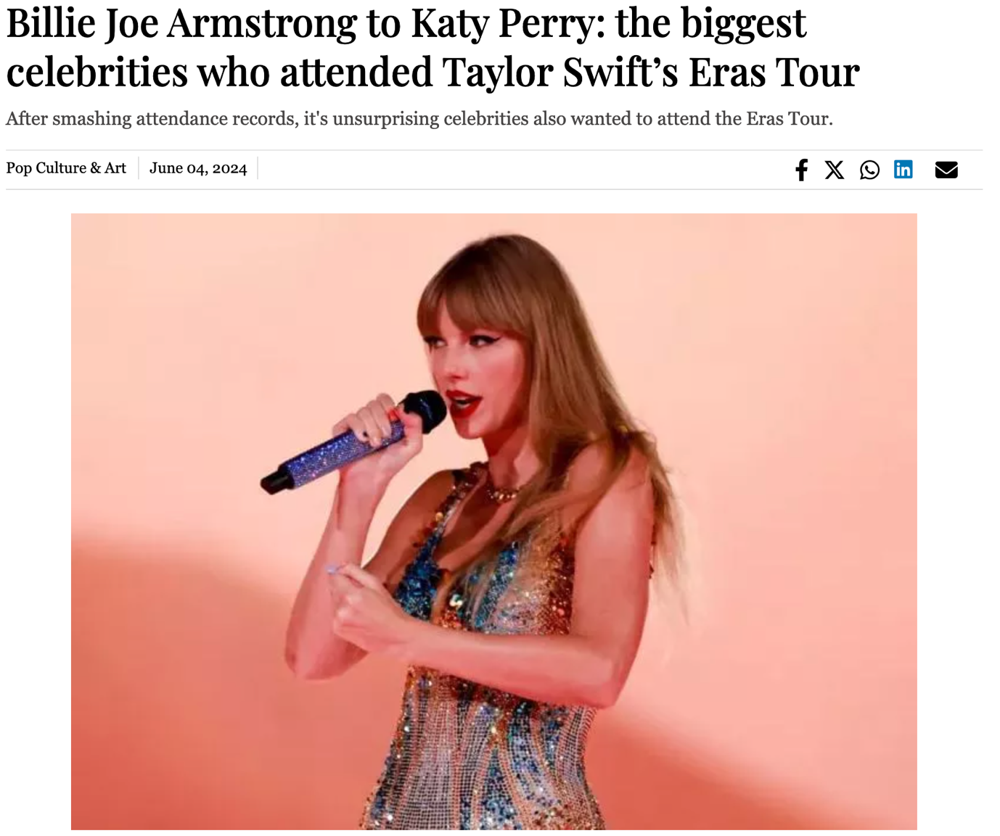 Billie Joe Armstrong to Katy Perry: the biggest
celebrities who attended Taylor Swift’s Eras Tour
After smashing attendance records, it's unsurprising celebrities also wanted to attend the Eras Tour.
Pop Culture & Art
June 04, 2024